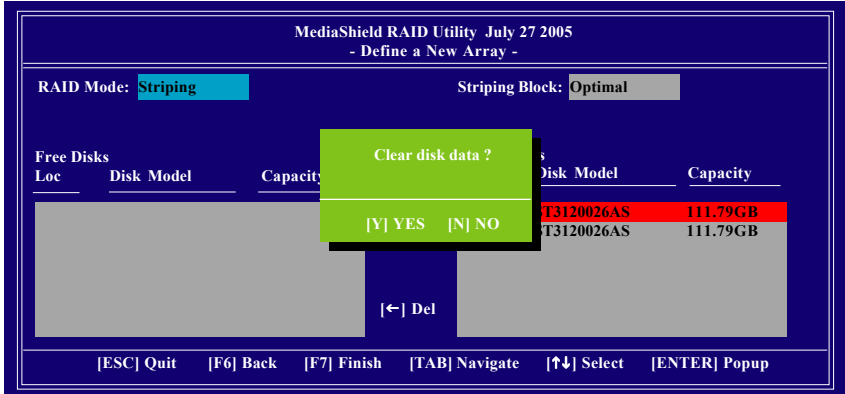 MediaShield RAID Utility July 27 2005
- Define a New Array -
RAID Mode: Striping Striping Block: Optimal
Free Disks s
Loc Disk Model Capacity Disk Model Capacity
Clear disk data ?
[Y] YES [N] NO
ST3120026AS 111.79GB
ST3120026AS 111.79GB
[←] Del
[ESC] Quit [F6] Back [F7] Finish [TAB] Navigate [↑↓] Select [ENTER] Popup